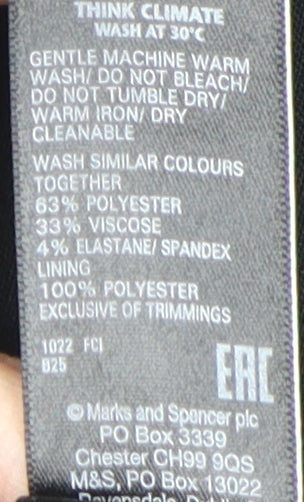 THINK CLIMATE
WASH AT 30°C
GENTLE MACHINE WARM
WASH/ DO NOT BLEACH/
DO NOT TUMBLE DRY/
WARM IRON/ DRY
CLEANABLE
WASH SIMILAR COLOURS
TOGETHER
63% POLYESTER
33% VISCOSE
4% ELASTANE/ SPANDEX
LINING
100% POLYESTER
EXCLUSIVE OF TRIMMINGS
1022 FCI
B25
EAC
© Marks and Spencer plc
PO Box 3339
Chester CH99 9QS
M&S, PO Box 13022